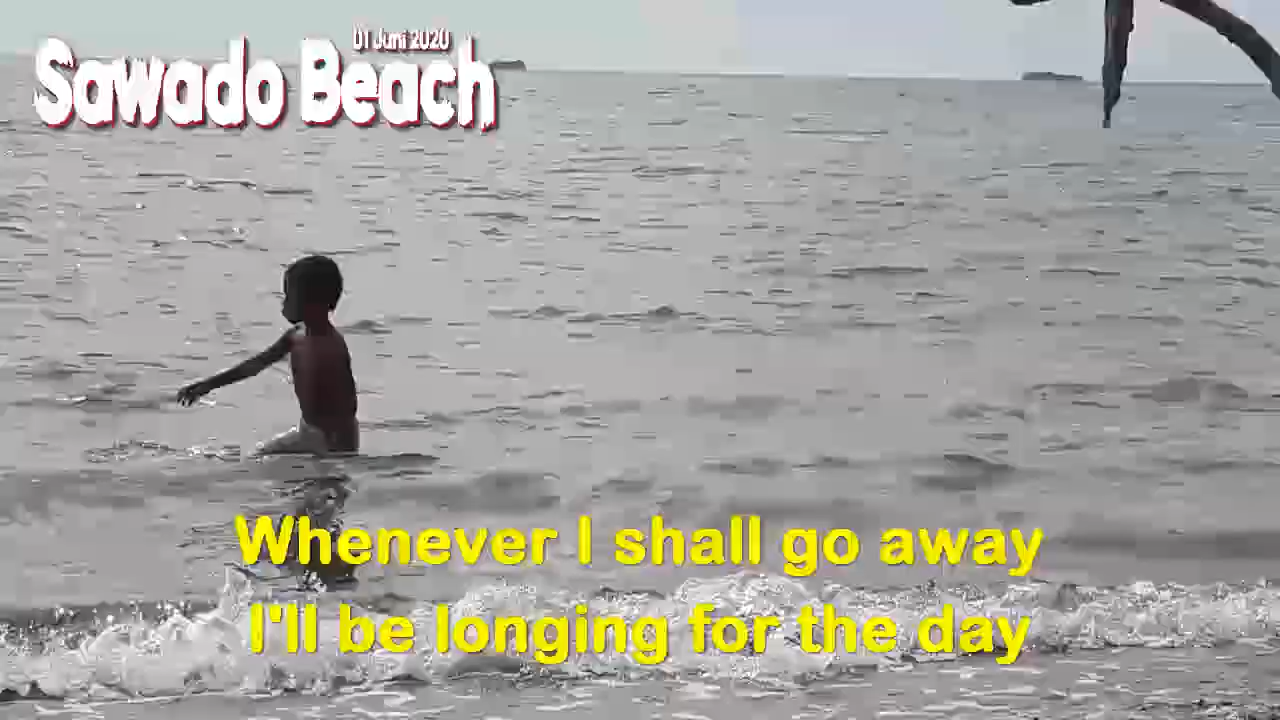 01 Juni 2020
Sawado Beach
Whenever I shall go away
I'll be longing for the day